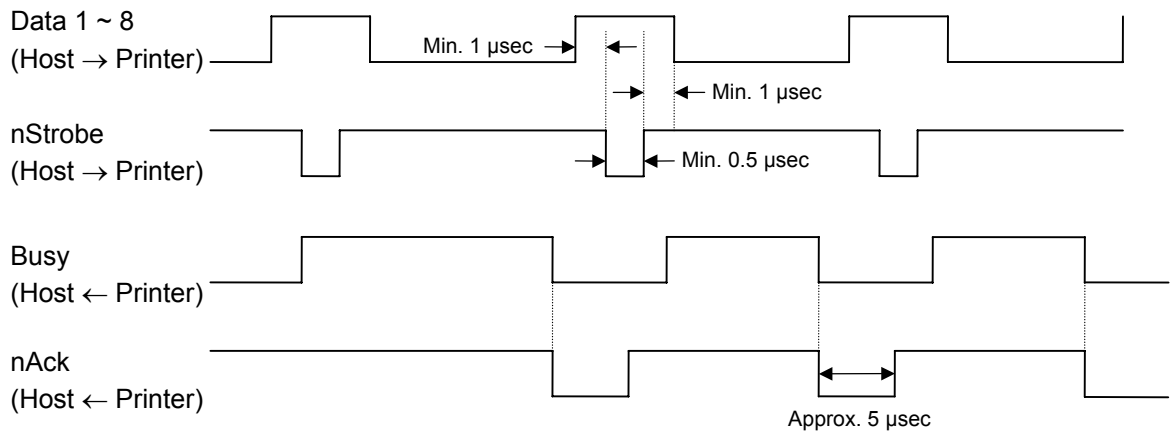 Data 1 ~ 8
(Host → Printer)
Min. 1 µsec
Min. 1 µsec
nStrobe
(Host → Printer)
Min. 0.5 µsec
Busy
(Host ← Printer)
nAck
(Host ← Printer)
Approx. 5 µsec